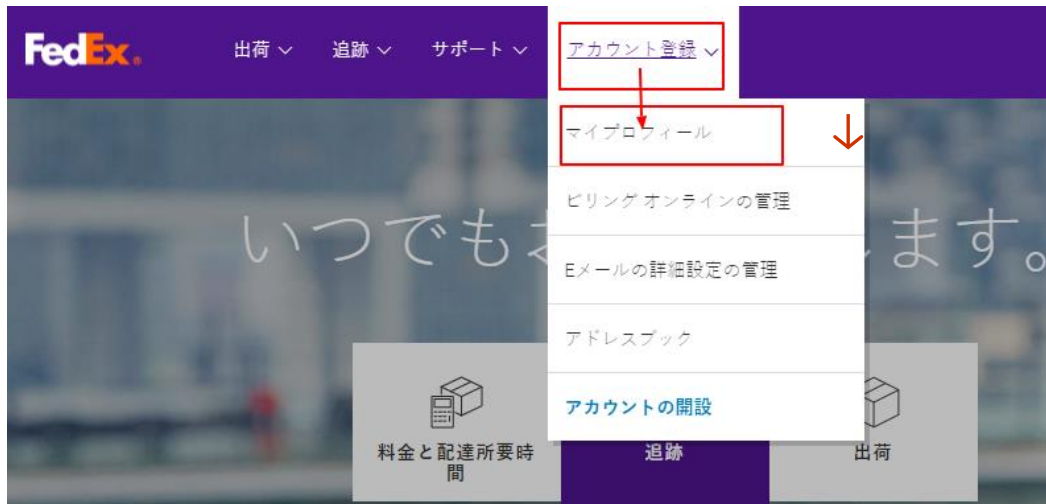 FedEx®
出荷
追跡
サポート
アカウント登録
マイプロフィール
ビリング オンラインの管理
Eメールの詳細設定の管理
アドレスブック
アカウントの開設
いつでもお
します。
料金と配達所要時
間
追跡
出荷